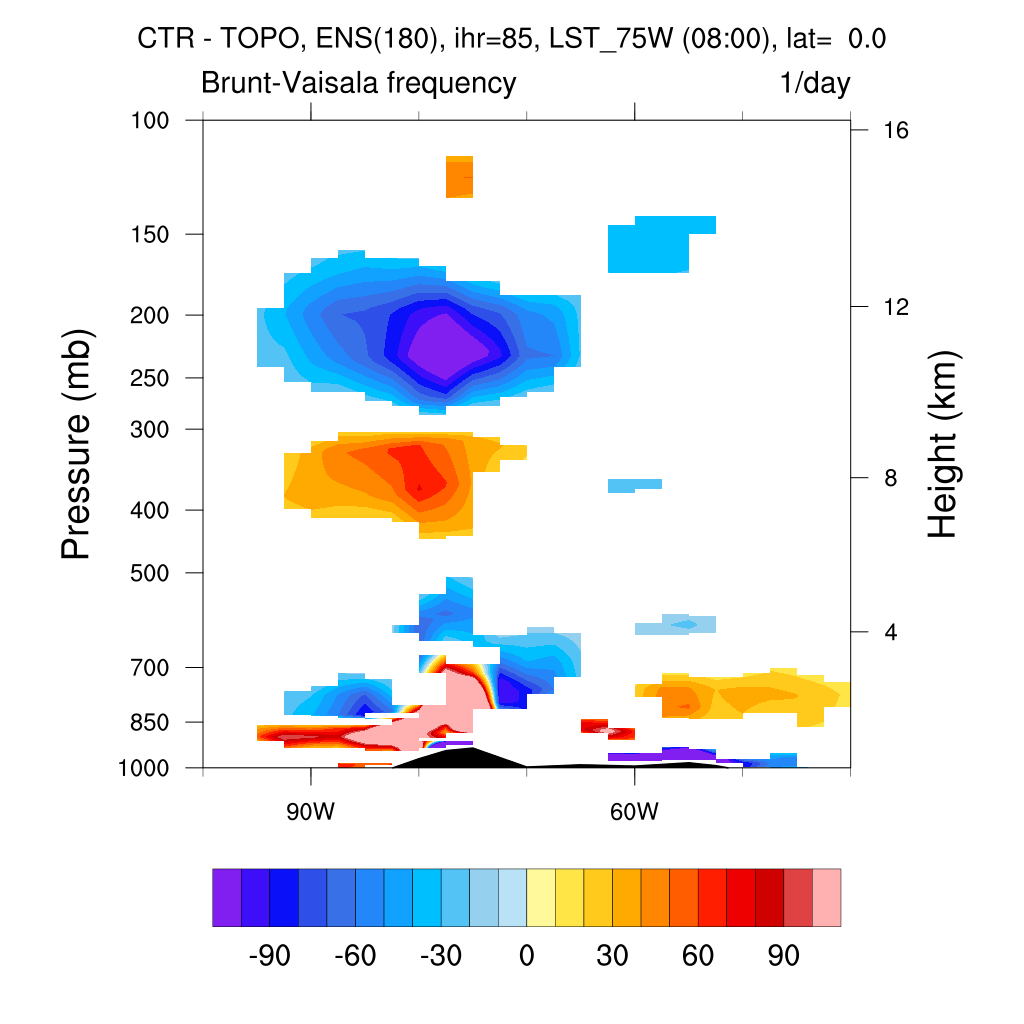 CTR - TOPO, ENS(180), ihr=85, LST_75W (08:00), lat=  0.0
Brunt-Vaisala frequency 1/day
100
150
200
250
300
400
500
700
850
1000
Pressure (mb)
16
12
8
4
Height (km)
90W 60W
-90 -60 -30 0 30 60 90